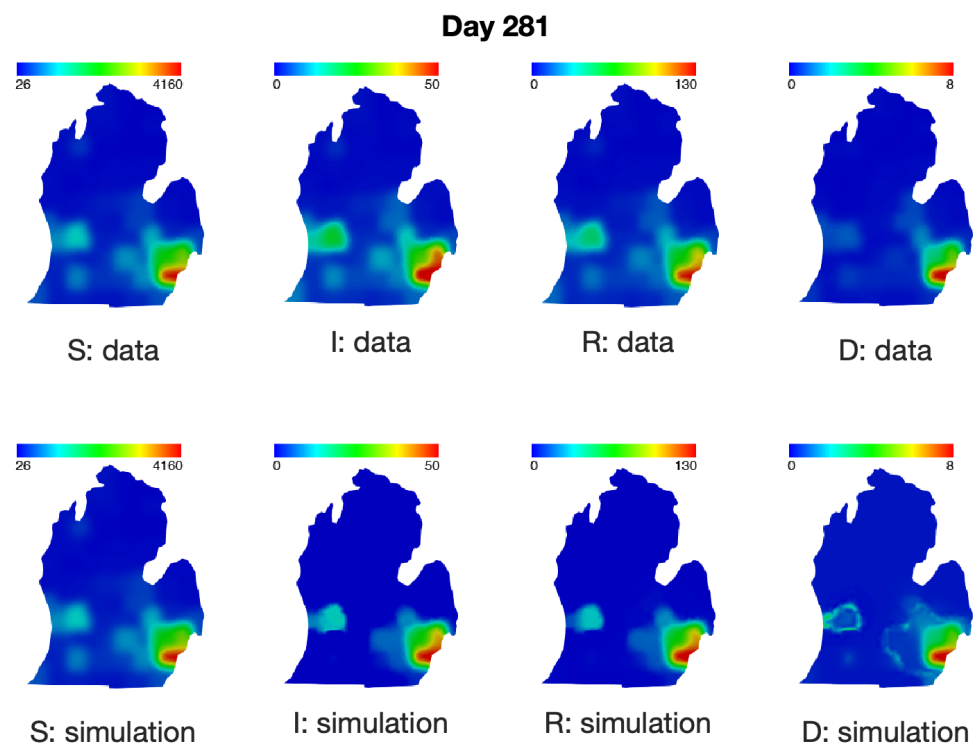 Day 281
26 4160 0 50 0 130 0 8
S: data I: data R: data D: data
26 4160 0 50 0 130 0 8
S: simulation I: simulation R: simulation D: simulation